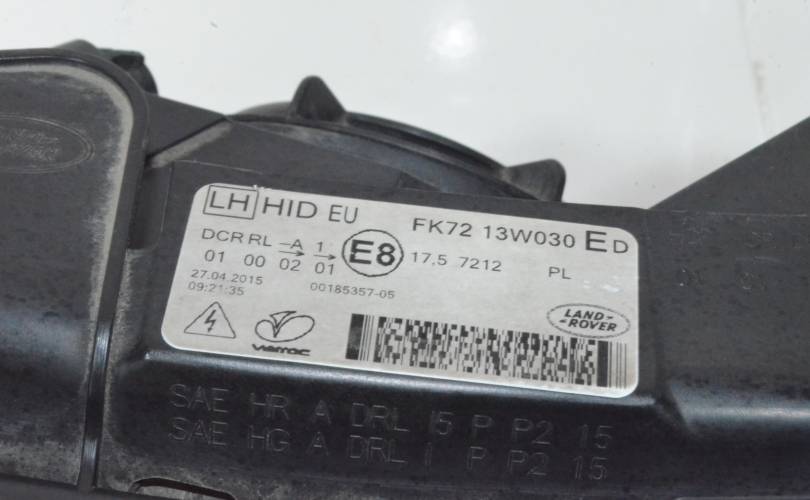 LH HID EU FK72 13W030 E D
DCR RL -A 1
01 00 02 01 E8 17.5 7212 PL
27.04.2015
09:21:35 00185357-05
varroc
LAND-
-ROVER
SAE HR A DRL I5 P P2 15
SAE HG A DRL I P P2 15